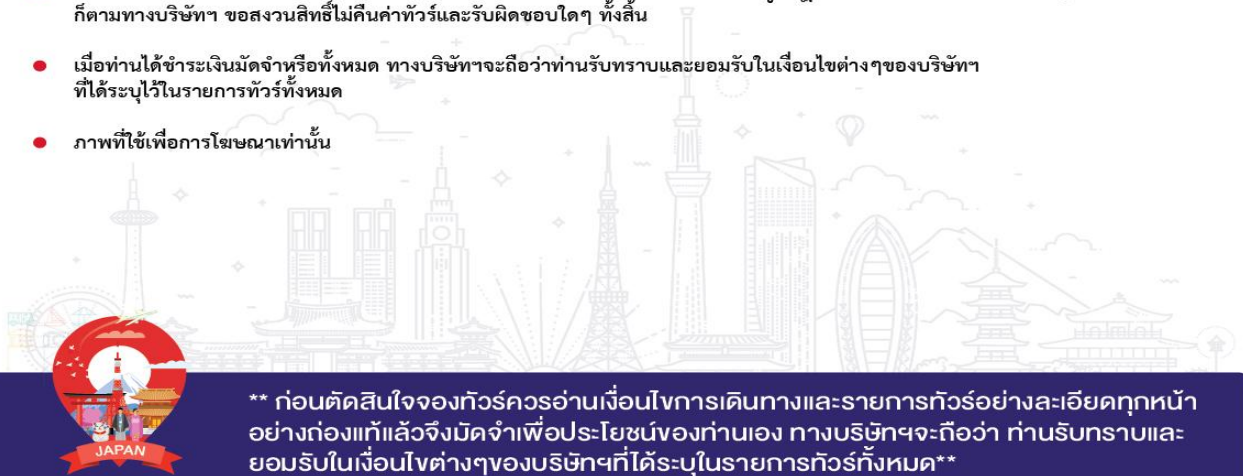 ก็ตามทางบริษัทฯ ขอสงวนสิทธิ์ไม่คืนค่าทัวร์และรับผิดชอบใดๆ ทั้งสิ้น
เมื่อท่านได้ชำระเงินมัดจำหรือทั้งหมด ทางบริษัทฯจะถือว่าท่านรับทราบและยอมรับในเงื่อนไขต่างๆของบริษัทฯ
ที่ได้ระบุไว้ในรายการทัวร์ทั้งหมด
ภาพที่ใช้เพื่อการโฆษณาเท่านั้น
** ก่อนตัดสินใจจองทัวร์ควรอ่านเงื่อนไขการเดินทางและรายการทัวร์อย่างละเอียดทุกหน้า
อย่างถ่องแท้แล้วจึงมัดจำเพื่อประโยชน์ของท่านเอง ทางบริษัทฯจะถือว่า ท่านรับทราบและ
ยอมรับในเงื่อนไขต่างๆของบริษัทฯที่ได้ระบุในรายการทัวร์ทั้งหมด**
JAPAN